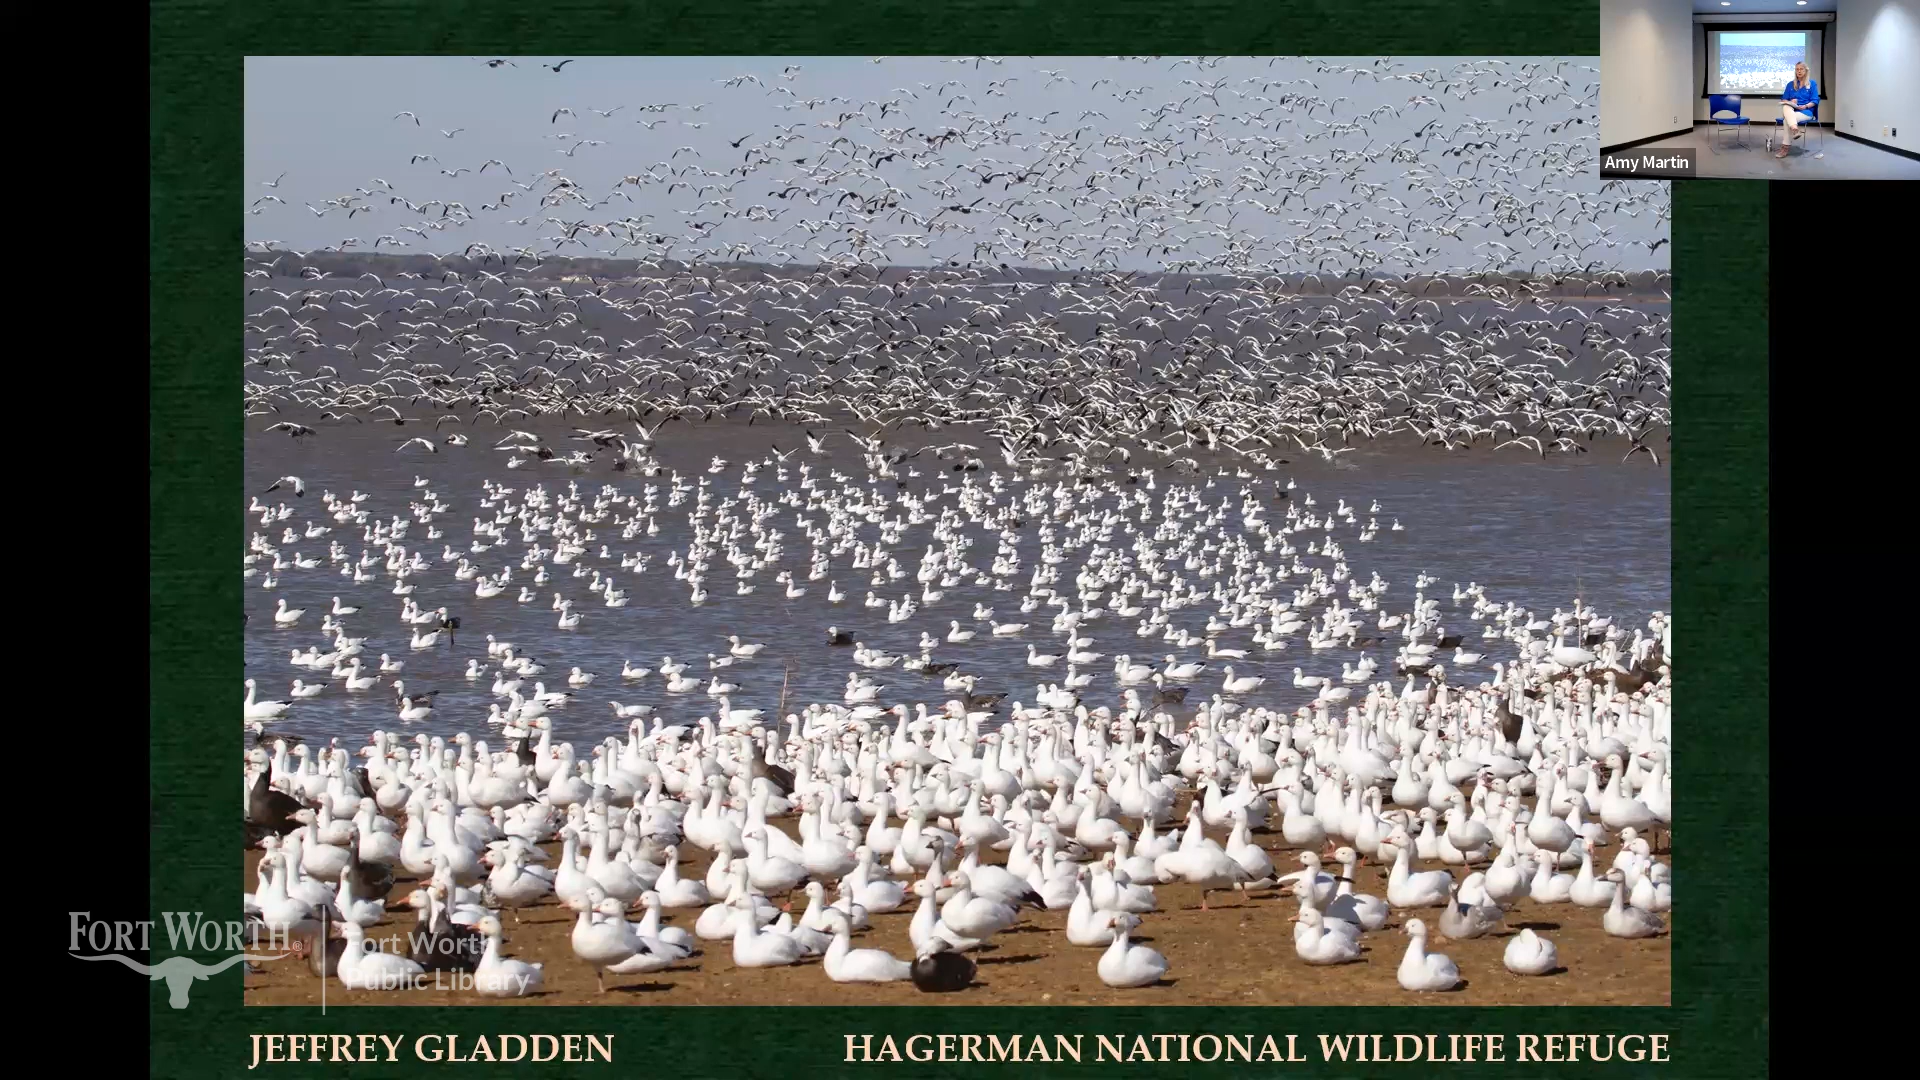 Amy Martin
FORT WORTH®
Fort Worth
Public Library
JEFFREY GLADDEN
HAGERMAN NATIONAL WILDLIFE REFUGE